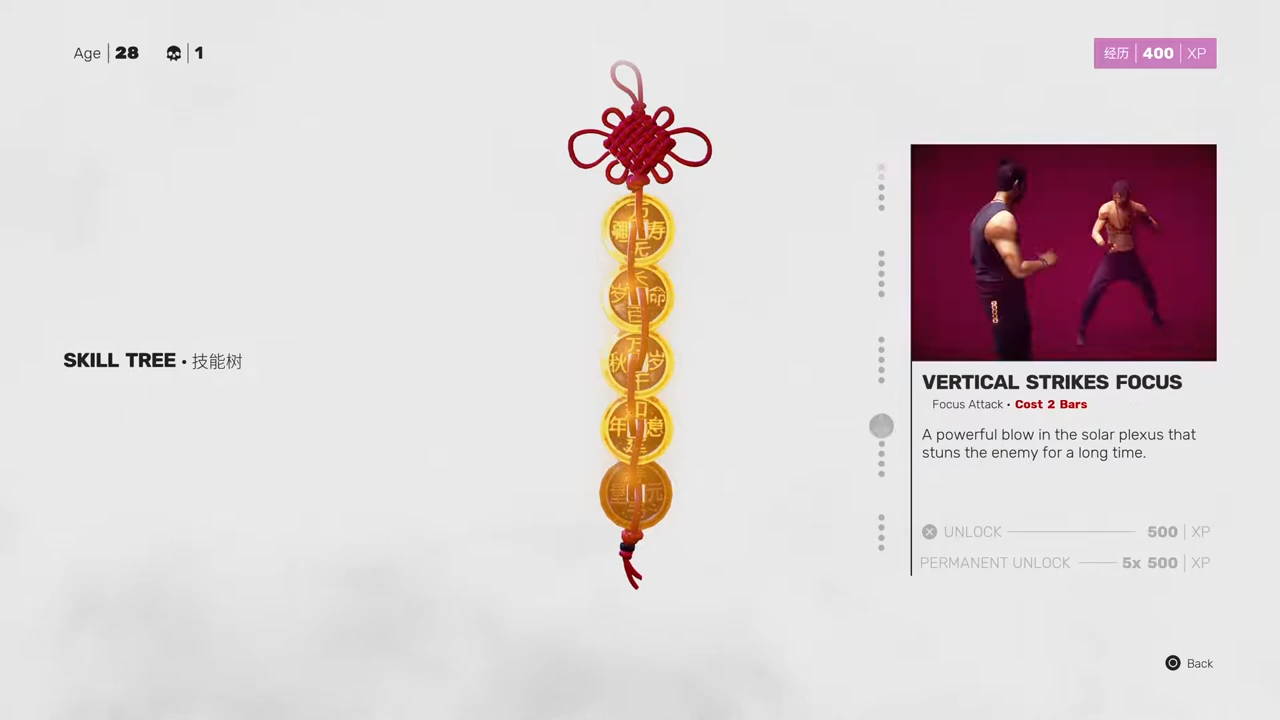 Age 28 1
经历 400 XP
SKILL TREE • 技能树
VERTICAL STRIKES FOCUS
Focus Attack • Cost 2 Bars
A powerful blow in the solar plexus that
stuns the enemy for a long time.
UNLOCK 500 XP
PERMANENT UNLOCK 5x 500 XP
Back